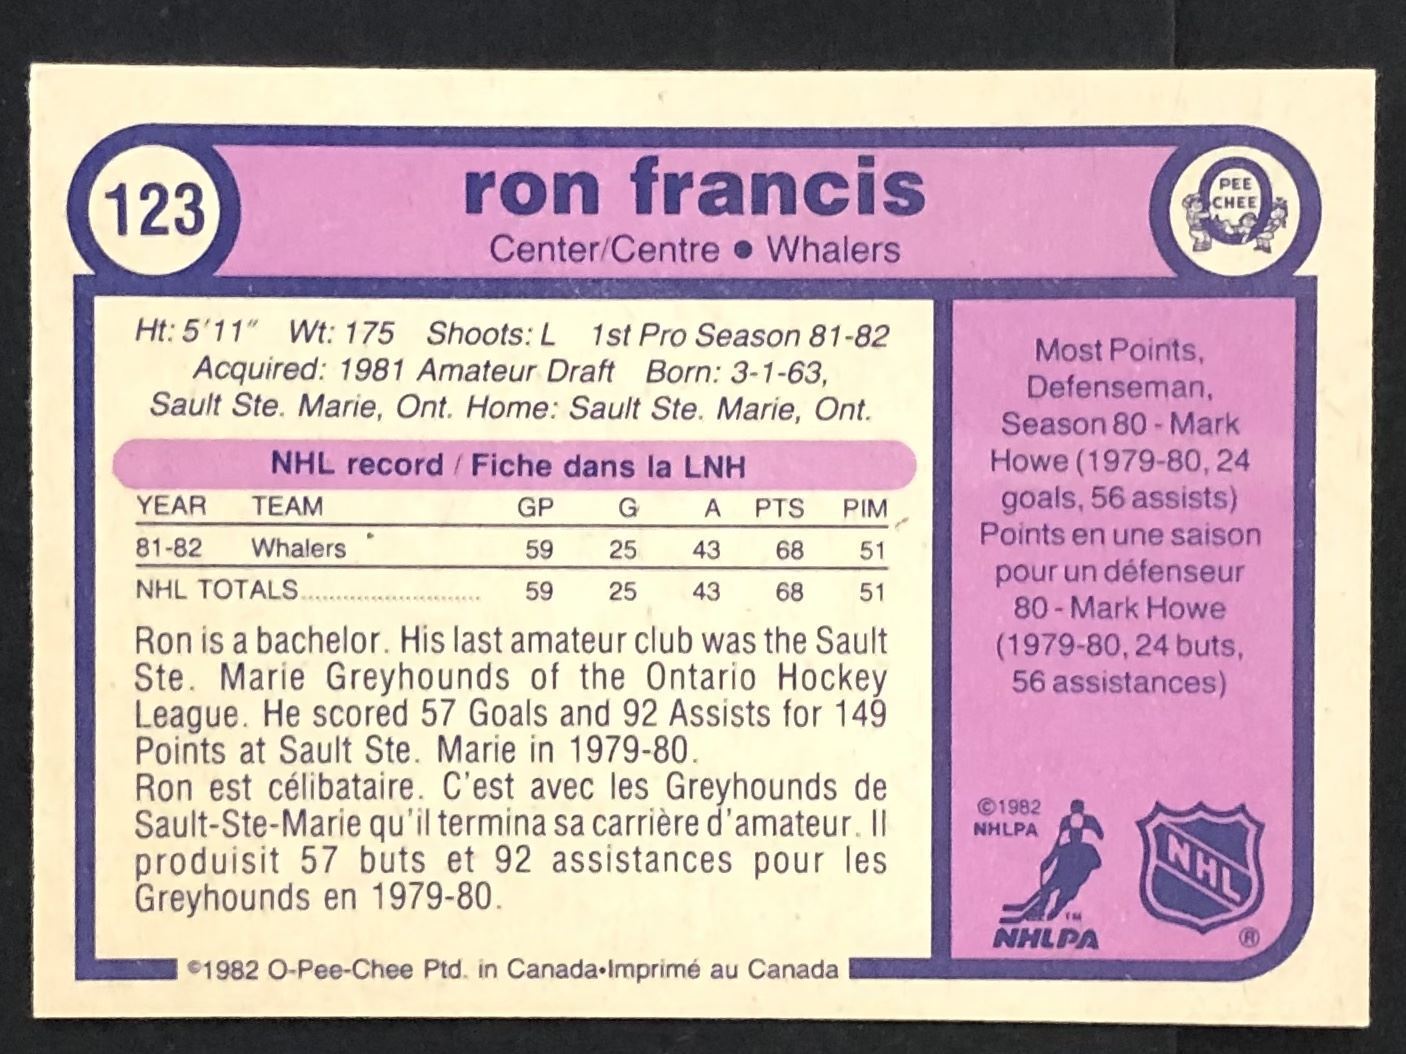 123
ron francis
Center/Centre ● Whalers
PEE
CHEE
Ht: 5'11" Wt: 175 Shoots: L 1st Pro Season 81-82
Acquired: 1981 Amateur Draft Born: 3-1-63,
Sault Ste. Marie, Ont. Home: Sault Ste. Marie, Ont.
NHL record / Fiche dans la LNH
YEAR TEAM GP G A PTS PIM
81-82 Whalers 59 25 43 68 51
NHL TOTALS.......................... 59 25 43 68 51
Ron is a bachelor. His last amateur club was the Sault
Ste. Marie Greyhounds of the Ontario Hockey
League. He scored 57 Goals and 92 Assists for 149
Points at Sault Ste. Marie in 1979-80.
Ron est célibataire. C'est avec les Greyhounds de
Sault-Ste-Marie qu'il termina sa carrière d'amateur. Il
produisit 57 buts et 92 assistances pour les
Greyhounds en 1979-80.
©1982 O-Pee-Chee Ptd. in Canada•Imprimé au Canada
Most Points,
Defenseman,
Season 80 - Mark
Howe (1979-80, 24
goals, 56 assists)
Points en une saison
pour un défenseur
80 - Mark Howe
(1979-80, 24 buts,
56 assistances)
©1982
NHLPA
TM
NHLPA
NHL
®